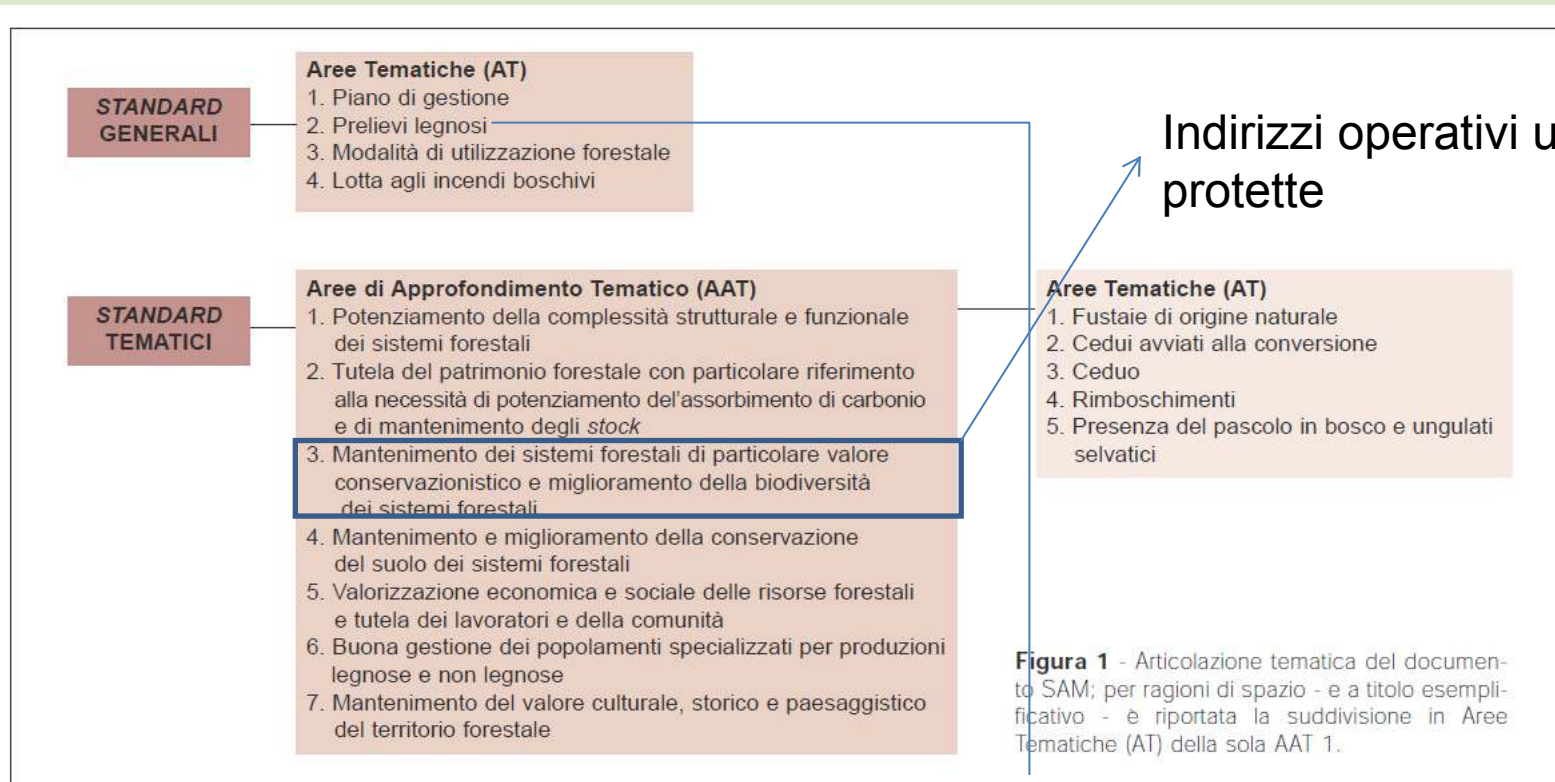 STANDARD
GENERALI
Aree Tematiche (AT)
1. Piano di gestione
2. Prelievi legnosi
3. Modalità di utilizzazione forestale
4. Lotta agli incendi boschivi
Indirizzi operativi u
protette
STANDARD
TEMATICI
Aree di Approfondimento Tematico (AAT)
1. Potenziamento della complessità strutturale e funzionale
dei sistemi forestali
2. Tutela del patrimonio forestale con particolare riferimento
alla necessità di potenziamento del'assorbimento di carbonio
e di mantenimento degli stock
3. Mantenimento dei sistemi forestali di particolare valore
conservazionistico e miglioramento della biodiversità
dei sistemi forestali
4. Mantenimento e miglioramento della conservazione
del suolo dei sistemi forestali
5. Valorizzazione economica e sociale delle risorse forestali
e tutela dei lavoratori e della comunità
6. Buona gestione dei popolamenti specializzati per produzioni
legnose e non legnose
7. Mantenimento del valore culturale, storico e paesaggistico
del territorio forestale
Aree Tematiche (AT)
1. Fustaie di origine naturale
2. Cedui avviati alla conversione
3. Ceduo
4. Rimboschimenti
5. Presenza del pascolo in bosco e ungulati
selvatici
Figura 1 - Articolazione tematica del documen-
to SAM; per ragioni di spazio - e a titolo esempli-
ficativo - è riportata la suddivisione in Aree
Tematiche (AT) della sola AAT 1.